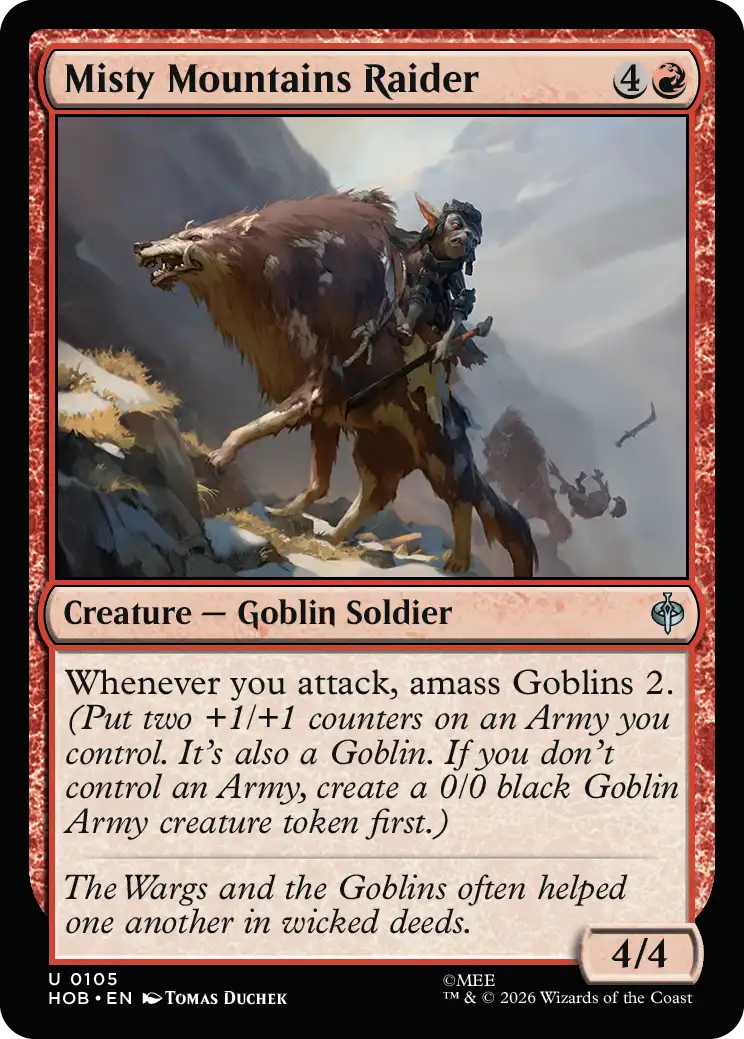 Misty Mountains Raider 4
Creature — Goblin Soldier
Whenever you attack, amass Goblins 2.
(Put two +1/+1 counters on an Army you
control. It's also a Goblin. If you don't
control an Army, create a 0/0 black Goblin
Army creature token first.)
The Wargs and the Goblins often helped
one another in wicked deeds.
4/4
U 0105
HOB • EN Tomas Duchek
©MEE
™ & © 2026 Wizards of the Coast